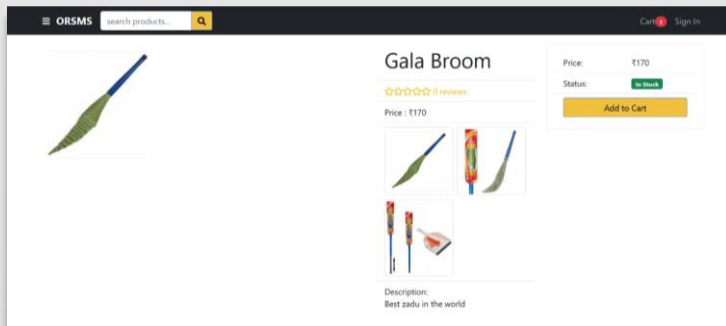 ≡ ORSMS search products... Cart 1 Sign In
Gala Broom
0 reviews
Price : ₹170
Description:
Best zadu in the world
Price: ₹170
Status: In Stock
Add to Cart